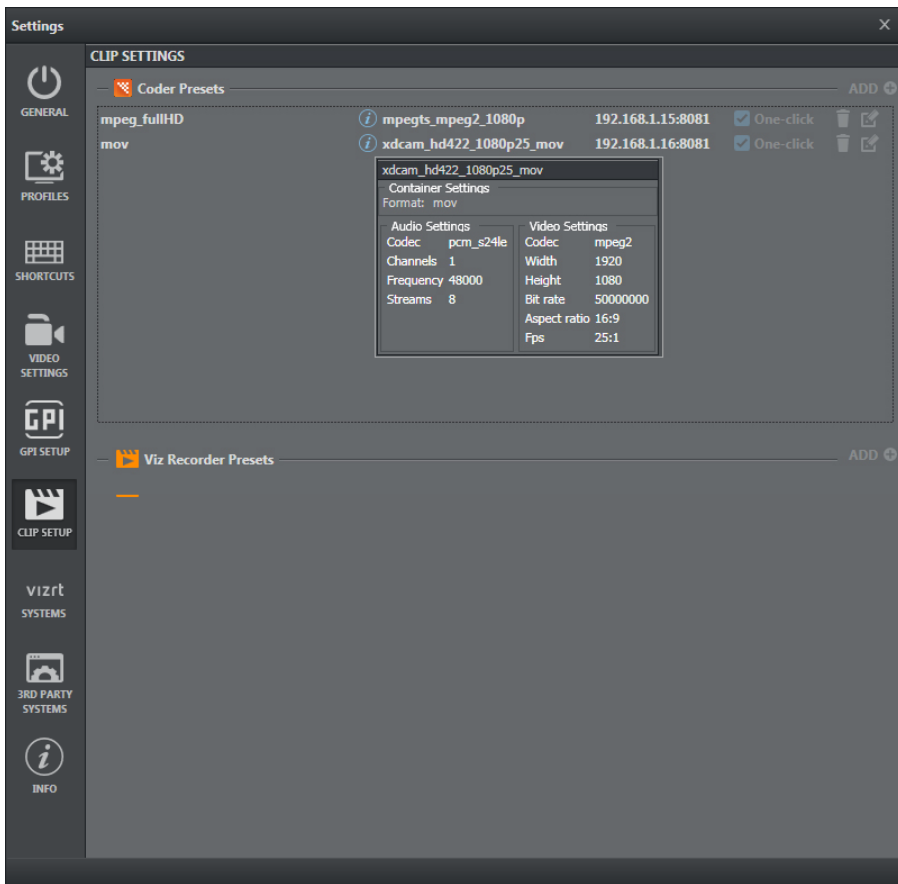 Settings
CLIP SETTINGS
GENERAL
PROFILES
SHORTCUTS
VIDEO
SETTINGS
GPI
GPI SETUP
CLIP SETUP
vizrt
SYSTEMS
3RD PARTY
SYSTEMS
INFO
Coder Presets ADD
mpeg_fullHD mpegts_mpeg2_1080p 192.168.1.15:8081 One-click
mov xdcam_hd422_1080p25_mov 192.168.1.16:8081 One-click
xdcam_hd422_1080p25_mov
Container Settings
Format: mov
Audio Settings
Codec pcm_s24le
Channels 1
Frequency 48000
Streams 8
Video Settings
Codec mpeg2
Width 1920
Height 1080
Bit rate 50000000
Aspect ratio 16:9
Fps 25:1
Viz Recorder Presets ADD